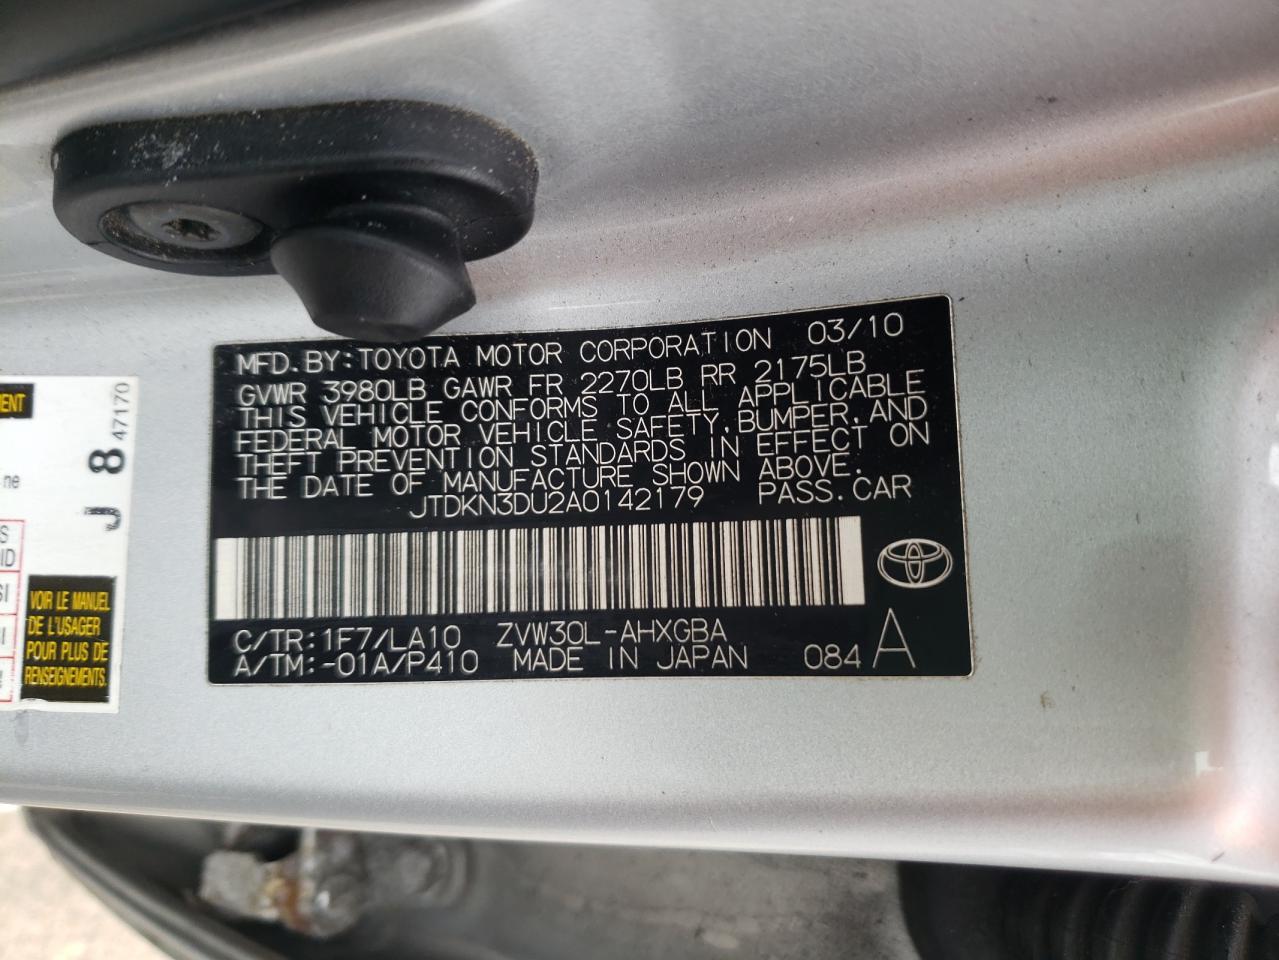 MFD.BY:TOYOTA MOTOR CORPORATION 03/10
GVWR 3980LB GAWR FR 2270LB RR 2175LB
THIS VEHICLE CONFORMS TO ALL APPLICABLE
FEDERAL MOTOR VEHICLE SAFETY,BUMPER,AND
THEFT PREVENTION STANDARDS IN EFFECT ON
THE DATE OF MANUFACTURE SHOWN ABOVE.
JTDKN3DU2A0142179 PASS.CAR
C/TR:1F7/LA10 ZVW30L-AHXGBA
A/TM:-01A/P410 MADE IN JAPAN 084 A
J 8 47170
ne
VOIR LE MANUEL
DE L'USAGER
POUR PLUS DE
RENSEIGNEMENTS.